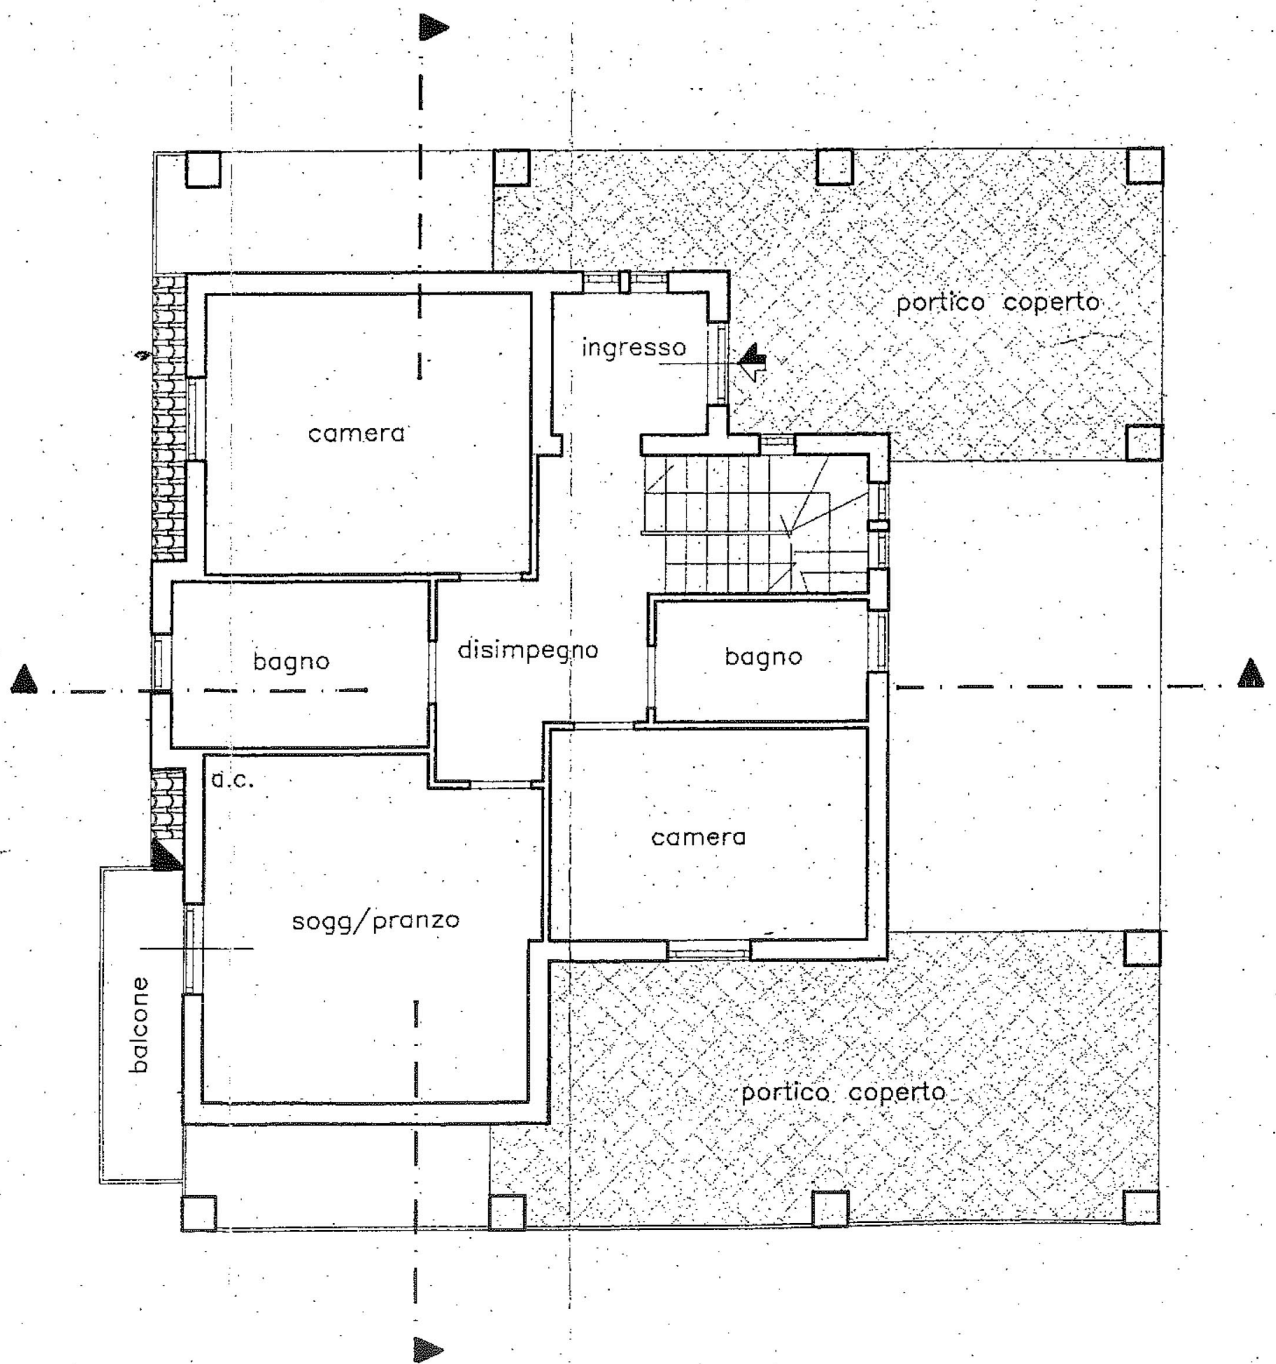 portico coperto
ingresso
camera
disimpegno
bagno
bagno
a.c.
camera
sogg/pranzo
balcone
portico coperto